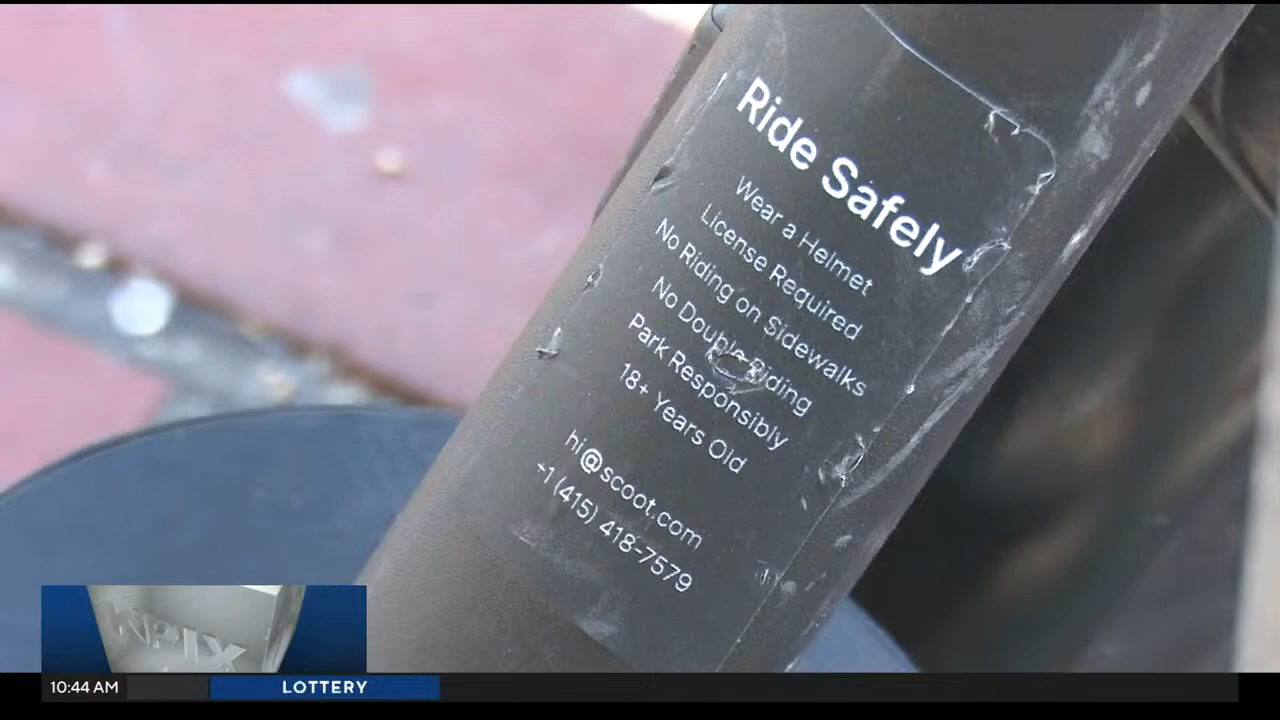 Ride Safely
Wear a Helmet
License Required
No Riding on Sidewalks
No Double Riding
Park Responsibly
18+ Years Old
hi@scoot.com
+1 (415) 418-7579
KPIX
10:44 AM
LOTTERY